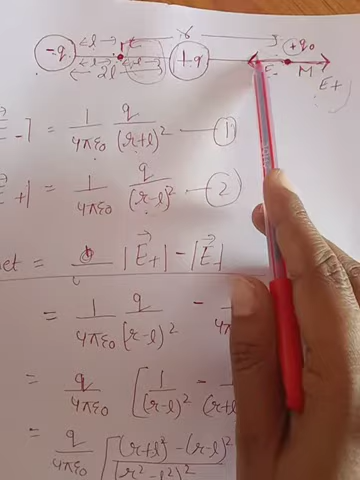 -q l r +q r +q₀
2l E- M E+
E-| = 1/4πε₀ q/(r+l)² — ①
E+| = 1/4πε₀ q/(r-l)² — ②
et = |E⃗+| - |E⃗-|
= 1/4πε₀ q/(r-l)² -
= q/4πε₀ [1/(r-l)² - (r+l)
= q/4πε₀ [(r+l)² - (r-l)² / (r²-l²)²